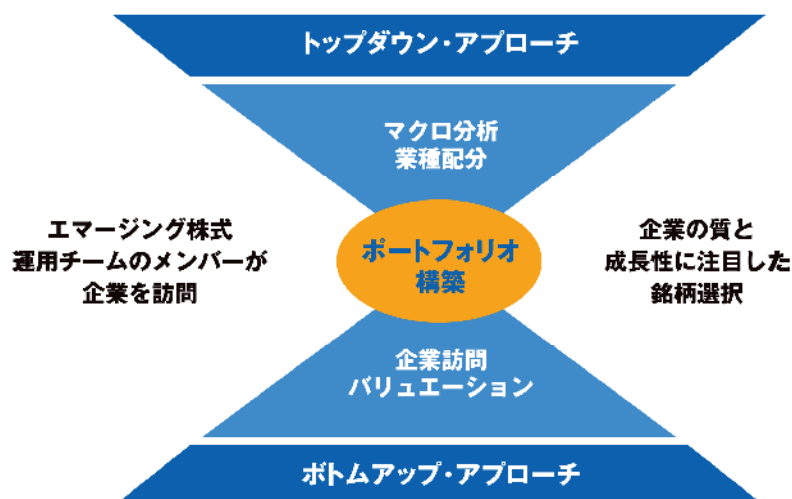 トップダウン・アプローチ
マクロ分析
業種配分
エマージング株式
運用チームのメンバーが
企業を訪問
ポートフォリオ
構築
企業の質と
成長性に注目した
銘柄選択
企業訪問
バリュエーション
ボトムアップ・アプローチ